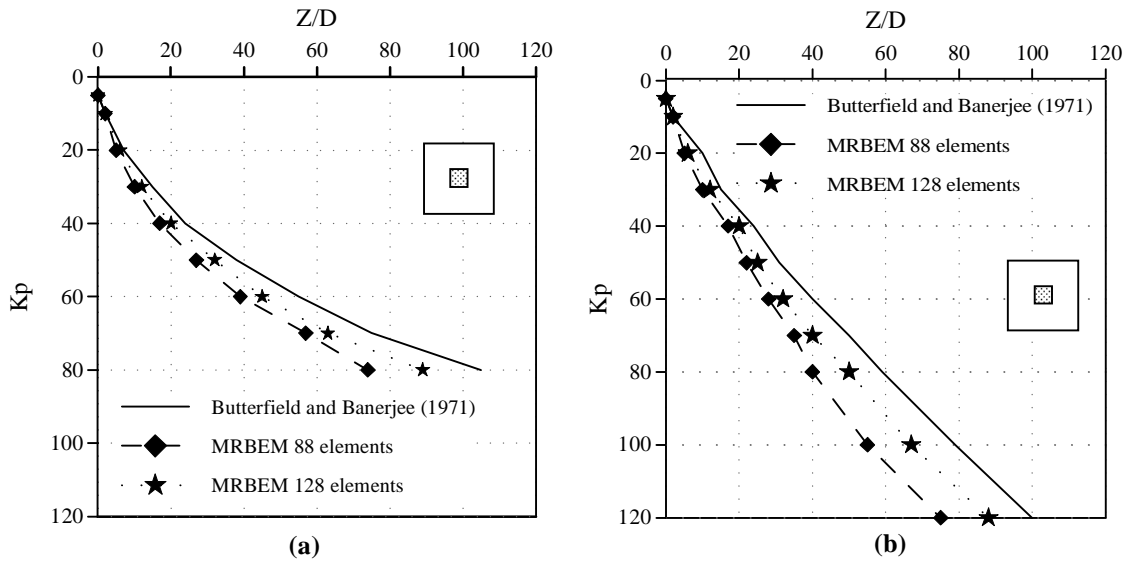 Z/D
0 20 40 60 80 100 120
0
20
40
60
80
100
120
Kp
Butterfield and Banerjee (1971)
MRBEM 88 elements
MRBEM 128 elements
(a)
Z/D
0 20 40 60 80 100 120
0
20
40
60
80
100
120
Kp
Butterfield and Banerjee (1971)
MRBEM 88 elements
MRBEM 128 elements
(b)